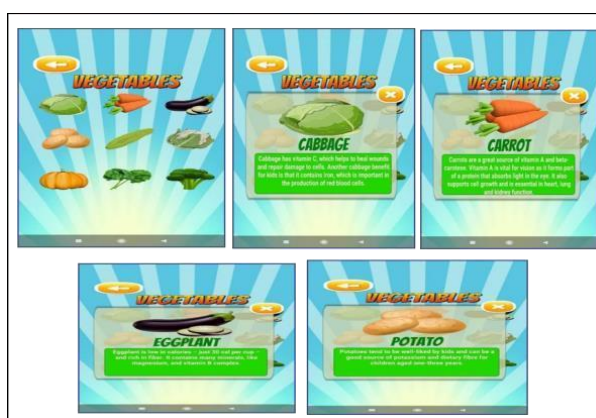 VEGETABLES
VEGETABLES
CABBAGE
Cabbage has vitamin C, which helps to heal wounds
and repair damage to cells. Another cabbage benefit
for kids is that it contains iron, which is important in
the production of red blood cells.
VEGETABLES
CARROT
Carrots are a great source of vitamin A and beta-
carotene. Vitamin A is vital for vision as it forms part
of a protein that absorbs light in the eye. It also
supports cell growth and is essential in heart, lung
and kidney function.
VEGETABLES
EGGPLANT
Eggplant is low in calories – just 30 cal per cup –
and rich in fiber. It contains many minerals, like
magnesium, and vitamin B complex.
VEGETABLES
POTATO
Potatoes tend to be well-liked by kids and can be a
good source of potassium and dietary fibre for
children aged one-three years.